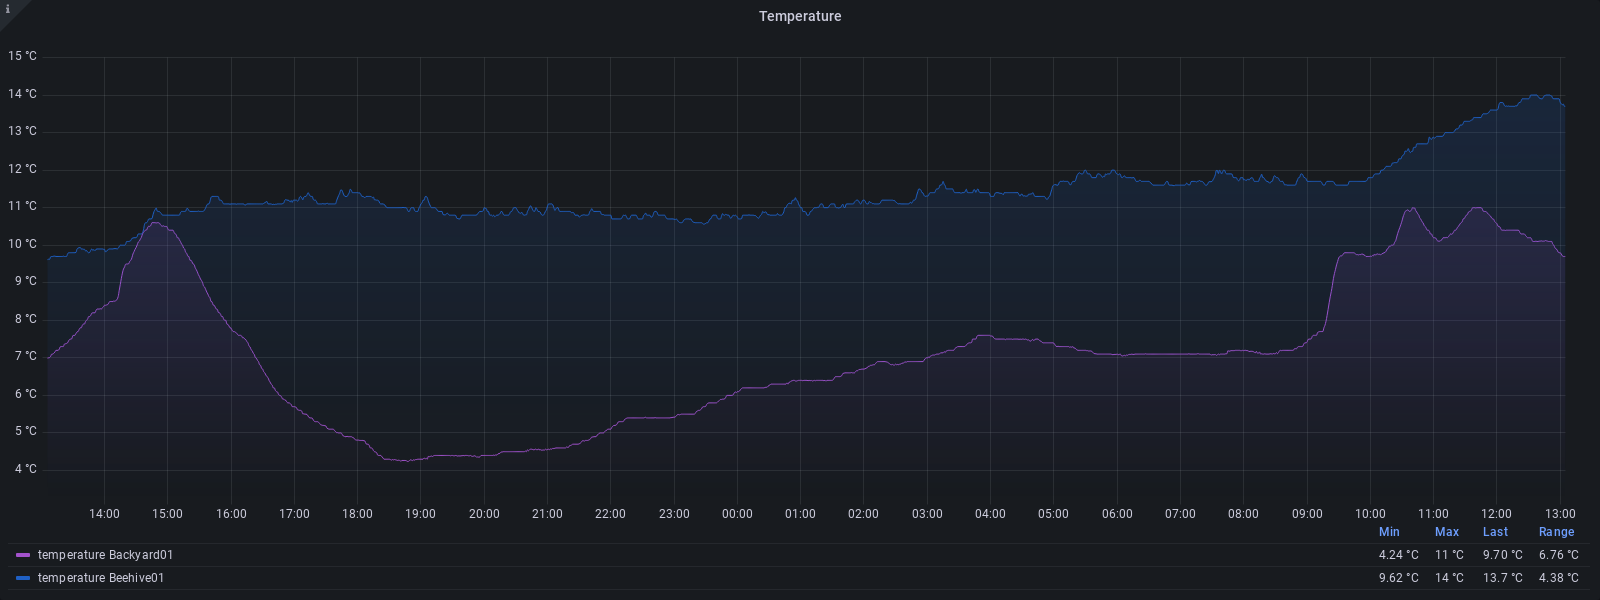 i
Temperature
15 °C
14 °C
13 °C
12 °C
11 °C
10 °C
9 °C
8 °C
7 °C
6 °C
5 °C
4 °C
14:00 15:00 16:00 17:00 18:00 19:00 20:00 21:00 22:00 23:00 00:00 01:00 02:00 03:00 04:00 05:00 06:00 07:00 08:00 09:00 10:00 11:00 12:00 13:00
Min Max Last Range
temperature Backyard01 4.24 °C 11 °C 9.70 °C 6.76 °C
temperature Beehive01 9.62 °C 14 °C 13.7 °C 4.38 °C